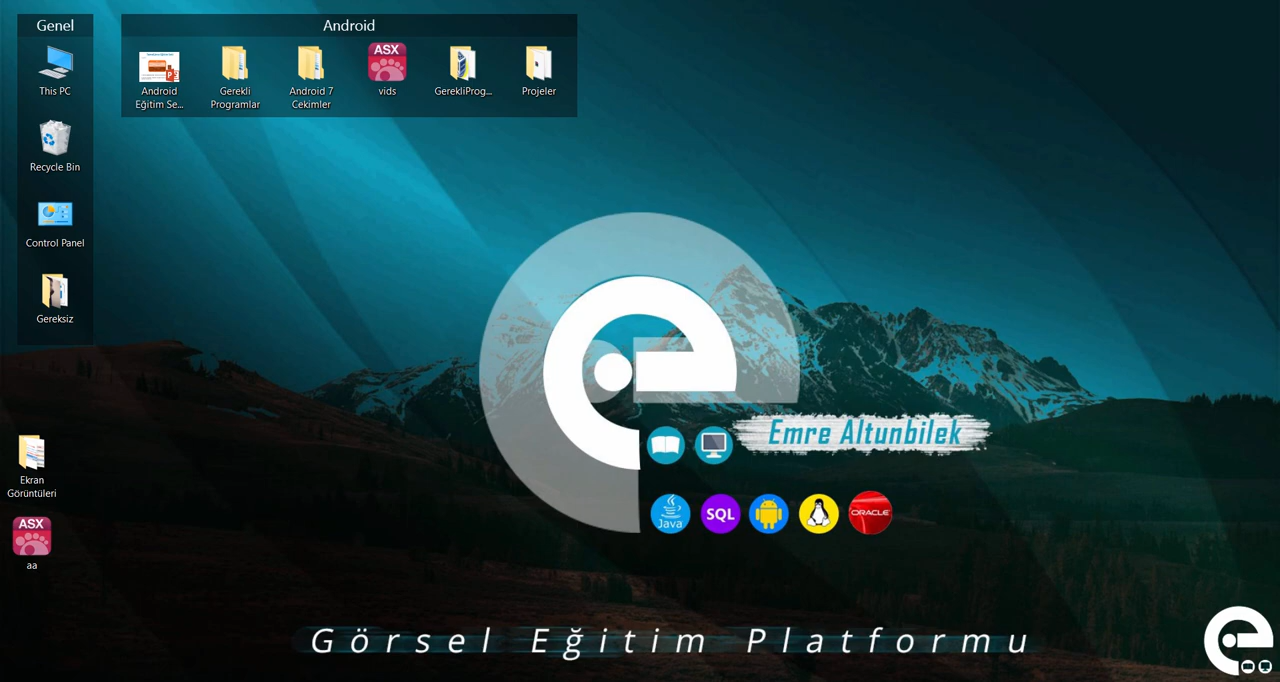 Genel
This PC
Recycle Bin
Control Panel
Gereksiz
Android
Android
Eğitim Se...
Gerekli
Programlar
Android 7
Cekimler
ASX
vids
GerekliProg...
Projeler
Ekran
Görüntüleri
ASX
aa
Emre Altunbilek
Java
SQL
ORACLE
Görsel Eğitim Platformu